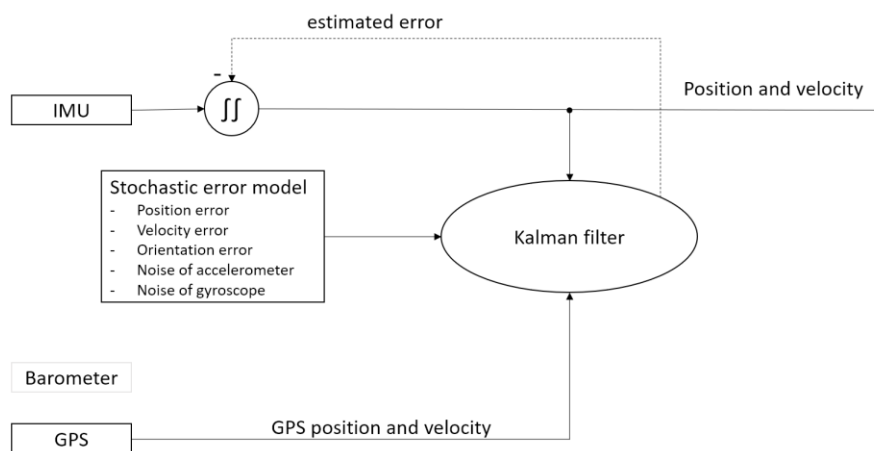 estimated error
-
Position and velocity
IMU
∫∫
Stochastic error model
- Position error
- Velocity error
- Orientation error
- Noise of accelerometer
- Noise of gyroscope
Kalman filter
Barometer
GPS position and velocity
GPS